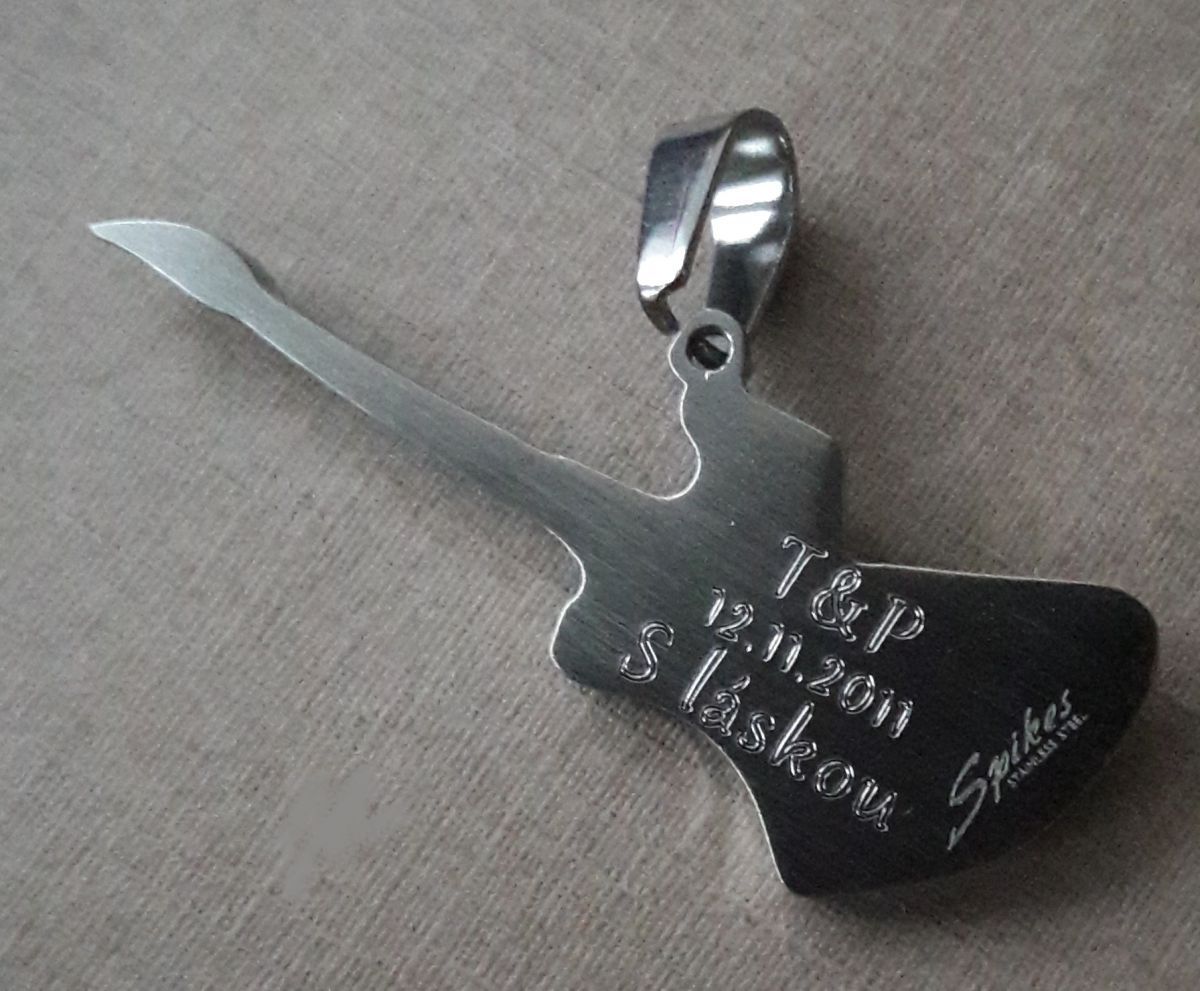 T&P
12.11.2011
S láskou
Spikes
STAINLESS STEEL